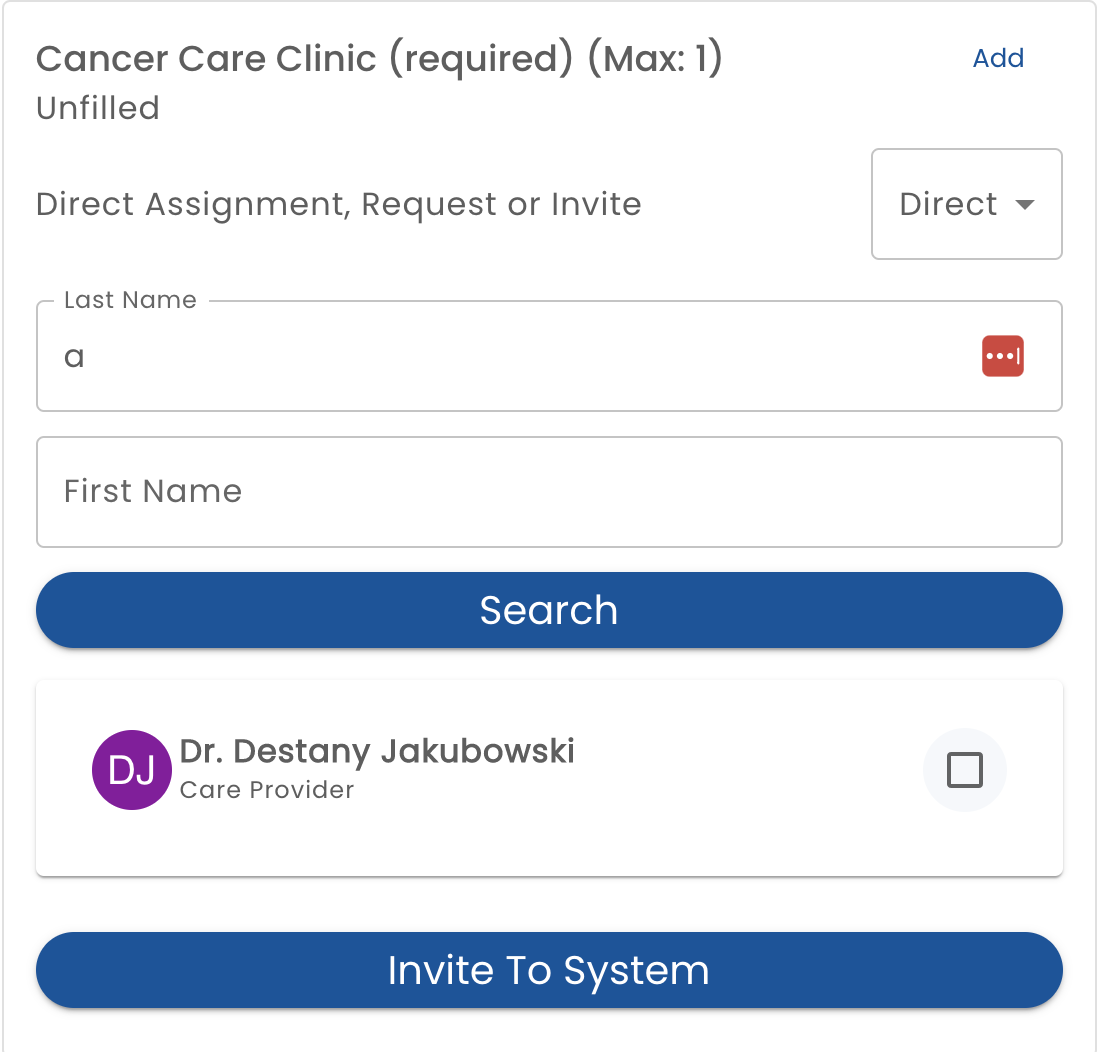 Cancer Care Clinic (required) (Max: 1) Add
Unfilled
Direct Assignment, Request or Invite Direct
Last Name
a
First Name
Search
DJ Dr. Destany Jakubowski
Care Provider
Invite To System